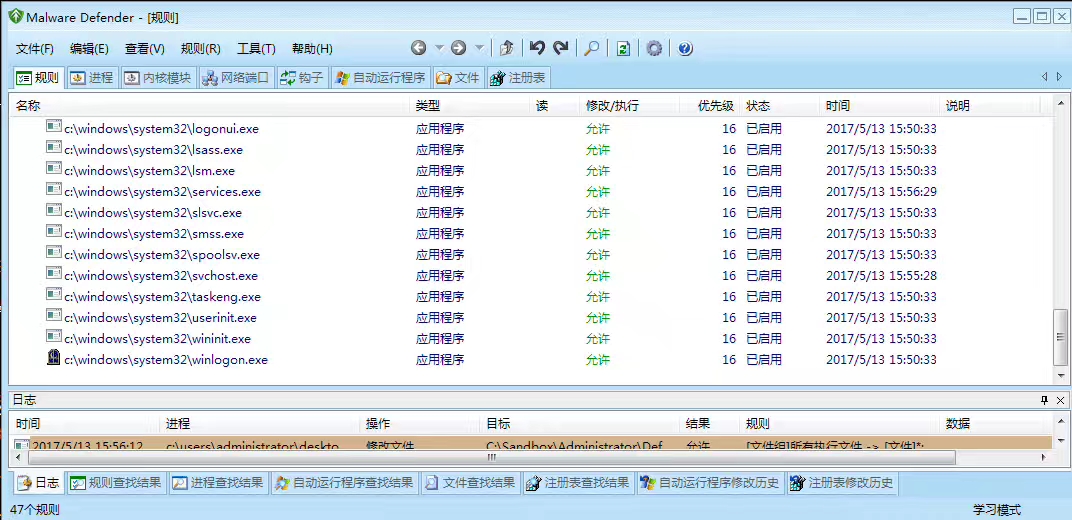 Malware Defender - [规则]
文件(F) 编辑(E) 查看(V) 规则(R) 工具(T) 帮助(H)
规则 进程 内核模块 网络端口 钩子 自动运行程序 文件 注册表
名称 类型 读 修改/执行 优先级 状态 时间 说明
c:\windows\system32\logonui.exe 应用程序 允许 16 已启用 2017/5/13 15:50:33
c:\windows\system32\lsass.exe 应用程序 允许 16 已启用 2017/5/13 15:50:33
c:\windows\system32\lsm.exe 应用程序 允许 16 已启用 2017/5/13 15:50:33
c:\windows\system32\services.exe 应用程序 允许 16 已启用 2017/5/13 15:56:29
c:\windows\system32\slsvc.exe 应用程序 允许 16 已启用 2017/5/13 15:50:33
c:\windows\system32\smss.exe 应用程序 允许 16 已启用 2017/5/13 15:50:33
c:\windows\system32\spoolsv.exe 应用程序 允许 16 已启用 2017/5/13 15:50:33
c:\windows\system32\svchost.exe 应用程序 允许 16 已启用 2017/5/13 15:55:28
c:\windows\system32\taskeng.exe 应用程序 允许 16 已启用 2017/5/13 15:50:33
c:\windows\system32\userinit.exe 应用程序 允许 16 已启用 2017/5/13 15:50:33
c:\windows\system32\wininit.exe 应用程序 允许 16 已启用 2017/5/13 15:50:33
c:\windows\system32\winlogon.exe 应用程序 允许 16 已启用 2017/5/13 15:50:33
日志
时间 进程 操作 目标 结果 规则 数据
2017/5/13 15:56:12 c:\users\administrator\deskto 修改文件 C:\Sandbox\Administrator\Def 允许 [文件组]所有执行文件 -> [文件]*;
日志 规则查找结果 进程查找结果 自动运行程序查找结果 文件查找结果 注册表查找结果 自动运行程序修改历史 注册表修改历史
47个规则 学习模式